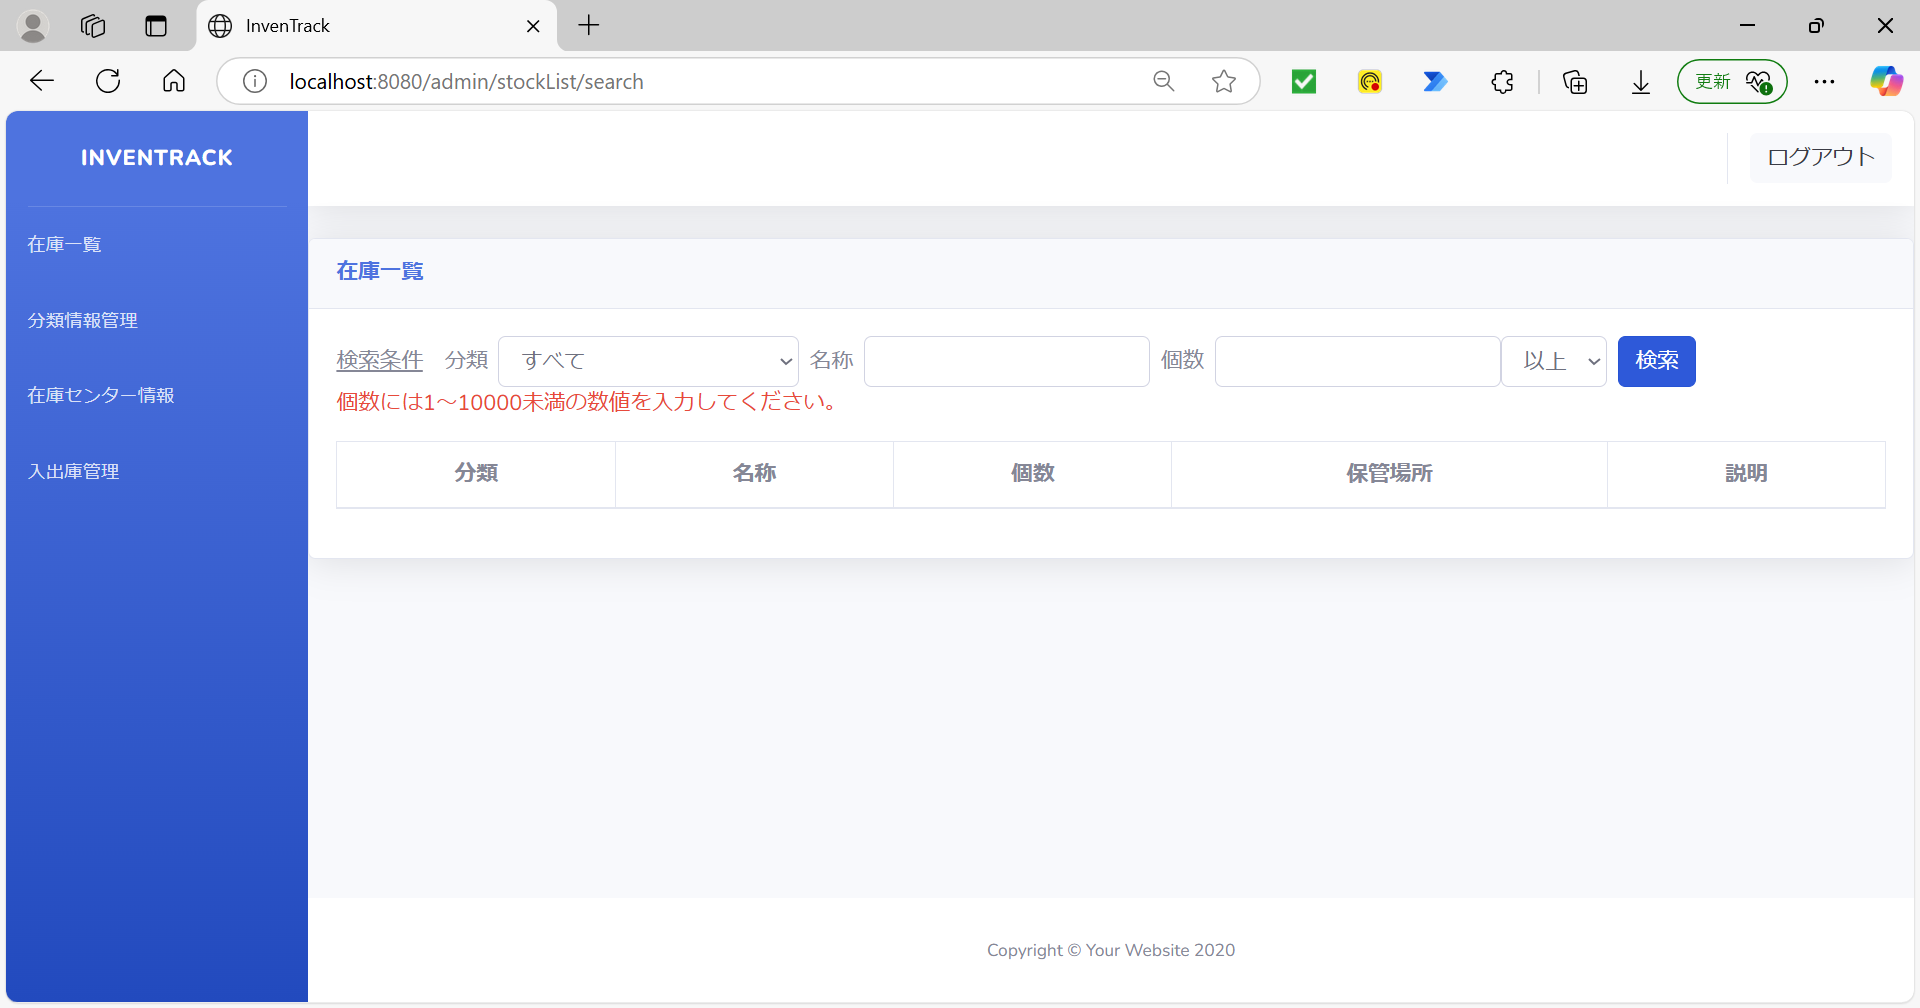 InvenTrack
localhost:8080/admin/stockList/search
更新
INVENTRACK
ログアウト
在庫一覧
分類情報管理
在庫センター情報
入出庫管理
在庫一覧
検索条件 分類 すべて 名称 個数 以上 検索
個数には1～10000未満の数値を入力してください。
分類 名称 個数 保管場所 説明
Copyright © Your Website 2020